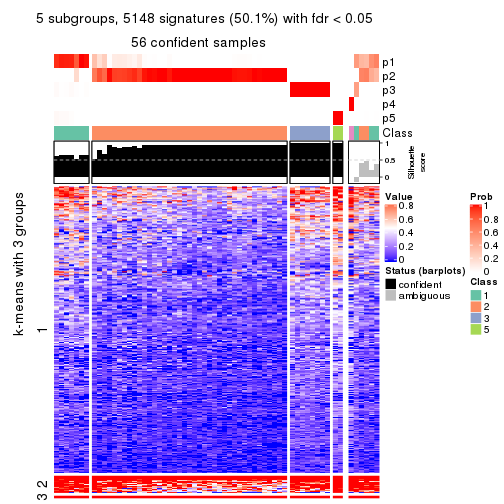 5 subgroups, 5148 signatures (50.1%) with fdr < 0.05
56 confident samples
p1
p2
p3
p4
p5
Class
1
0.5
0
Silhouette
score
k-means with 3 groups
1
2
3
Value
0.8
0.6
0.4
0.2
0
Status (barplots)
confident
ambiguous
Prob
1
0.8
0.6
0.4
0.2
0
Class
1
2
3
5